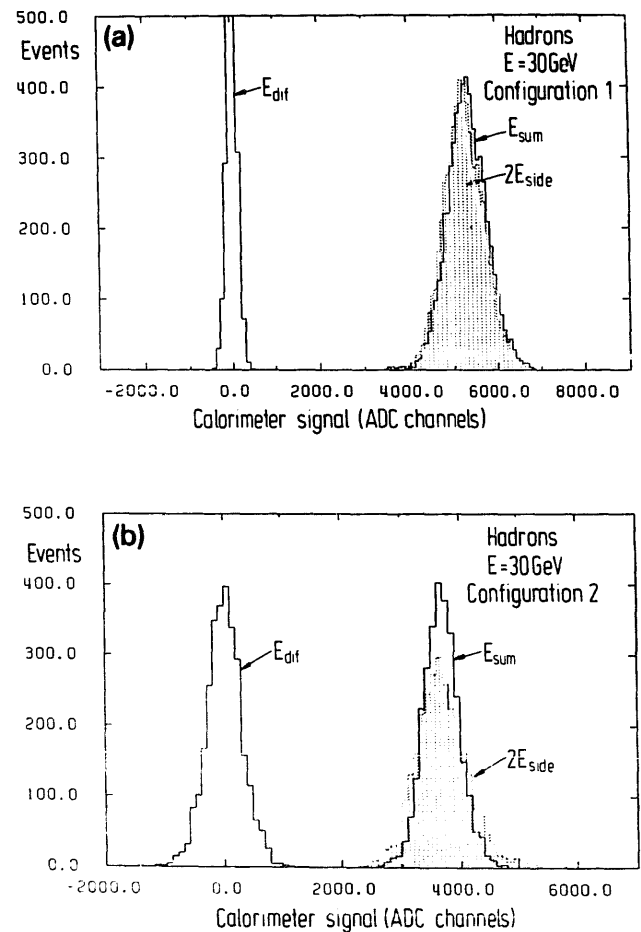 500.0
(a)
Events
Hadrons
E=30GeV
Configuration 1
400.0
E_dif
E_sum
300.0
2E_side
200.0
100.0
0.0
-2000.0 0.0 2000.0 4000.0 6000.0 8000.0
Calorimeter signal (ADC channels)
500.0
(b)
Events
Hadrons
E=30GeV
Configuration 2
400.0
E_dif
E_sum
300.0
200.0
2E_side
100.0
0.0
-2000.0 0.0 2000.0 4000.0 6000.0
Calorimeter signal (ADC channels)